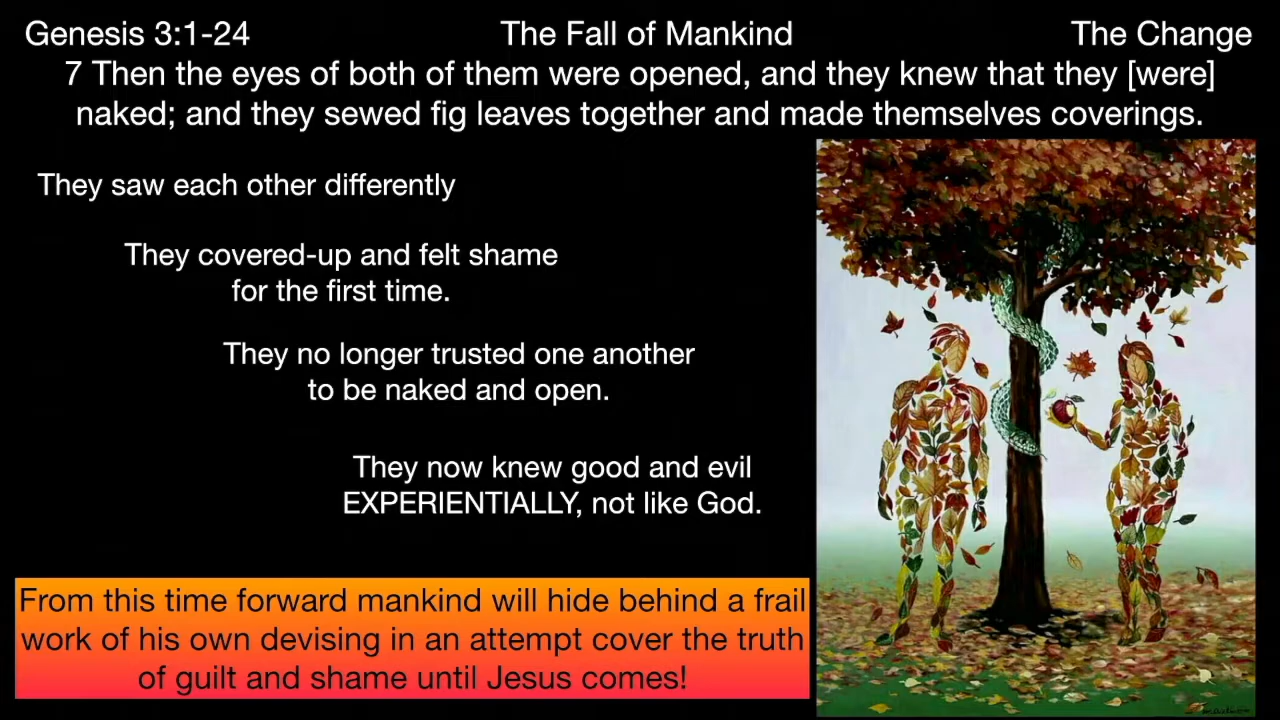 Genesis 3:1-24 The Fall of Mankind The Change
7 Then the eyes of both of them were opened, and they knew that they [were]
naked; and they sewed fig leaves together and made themselves coverings.
They saw each other differently
They covered-up and felt shame
for the first time.
They no longer trusted one another
to be naked and open.
They now knew good and evil
EXPERIENTIALLY, not like God.
From this time forward mankind will hide behind a frail
work of his own devising in an attempt cover the truth
of guilt and shame until Jesus comes!